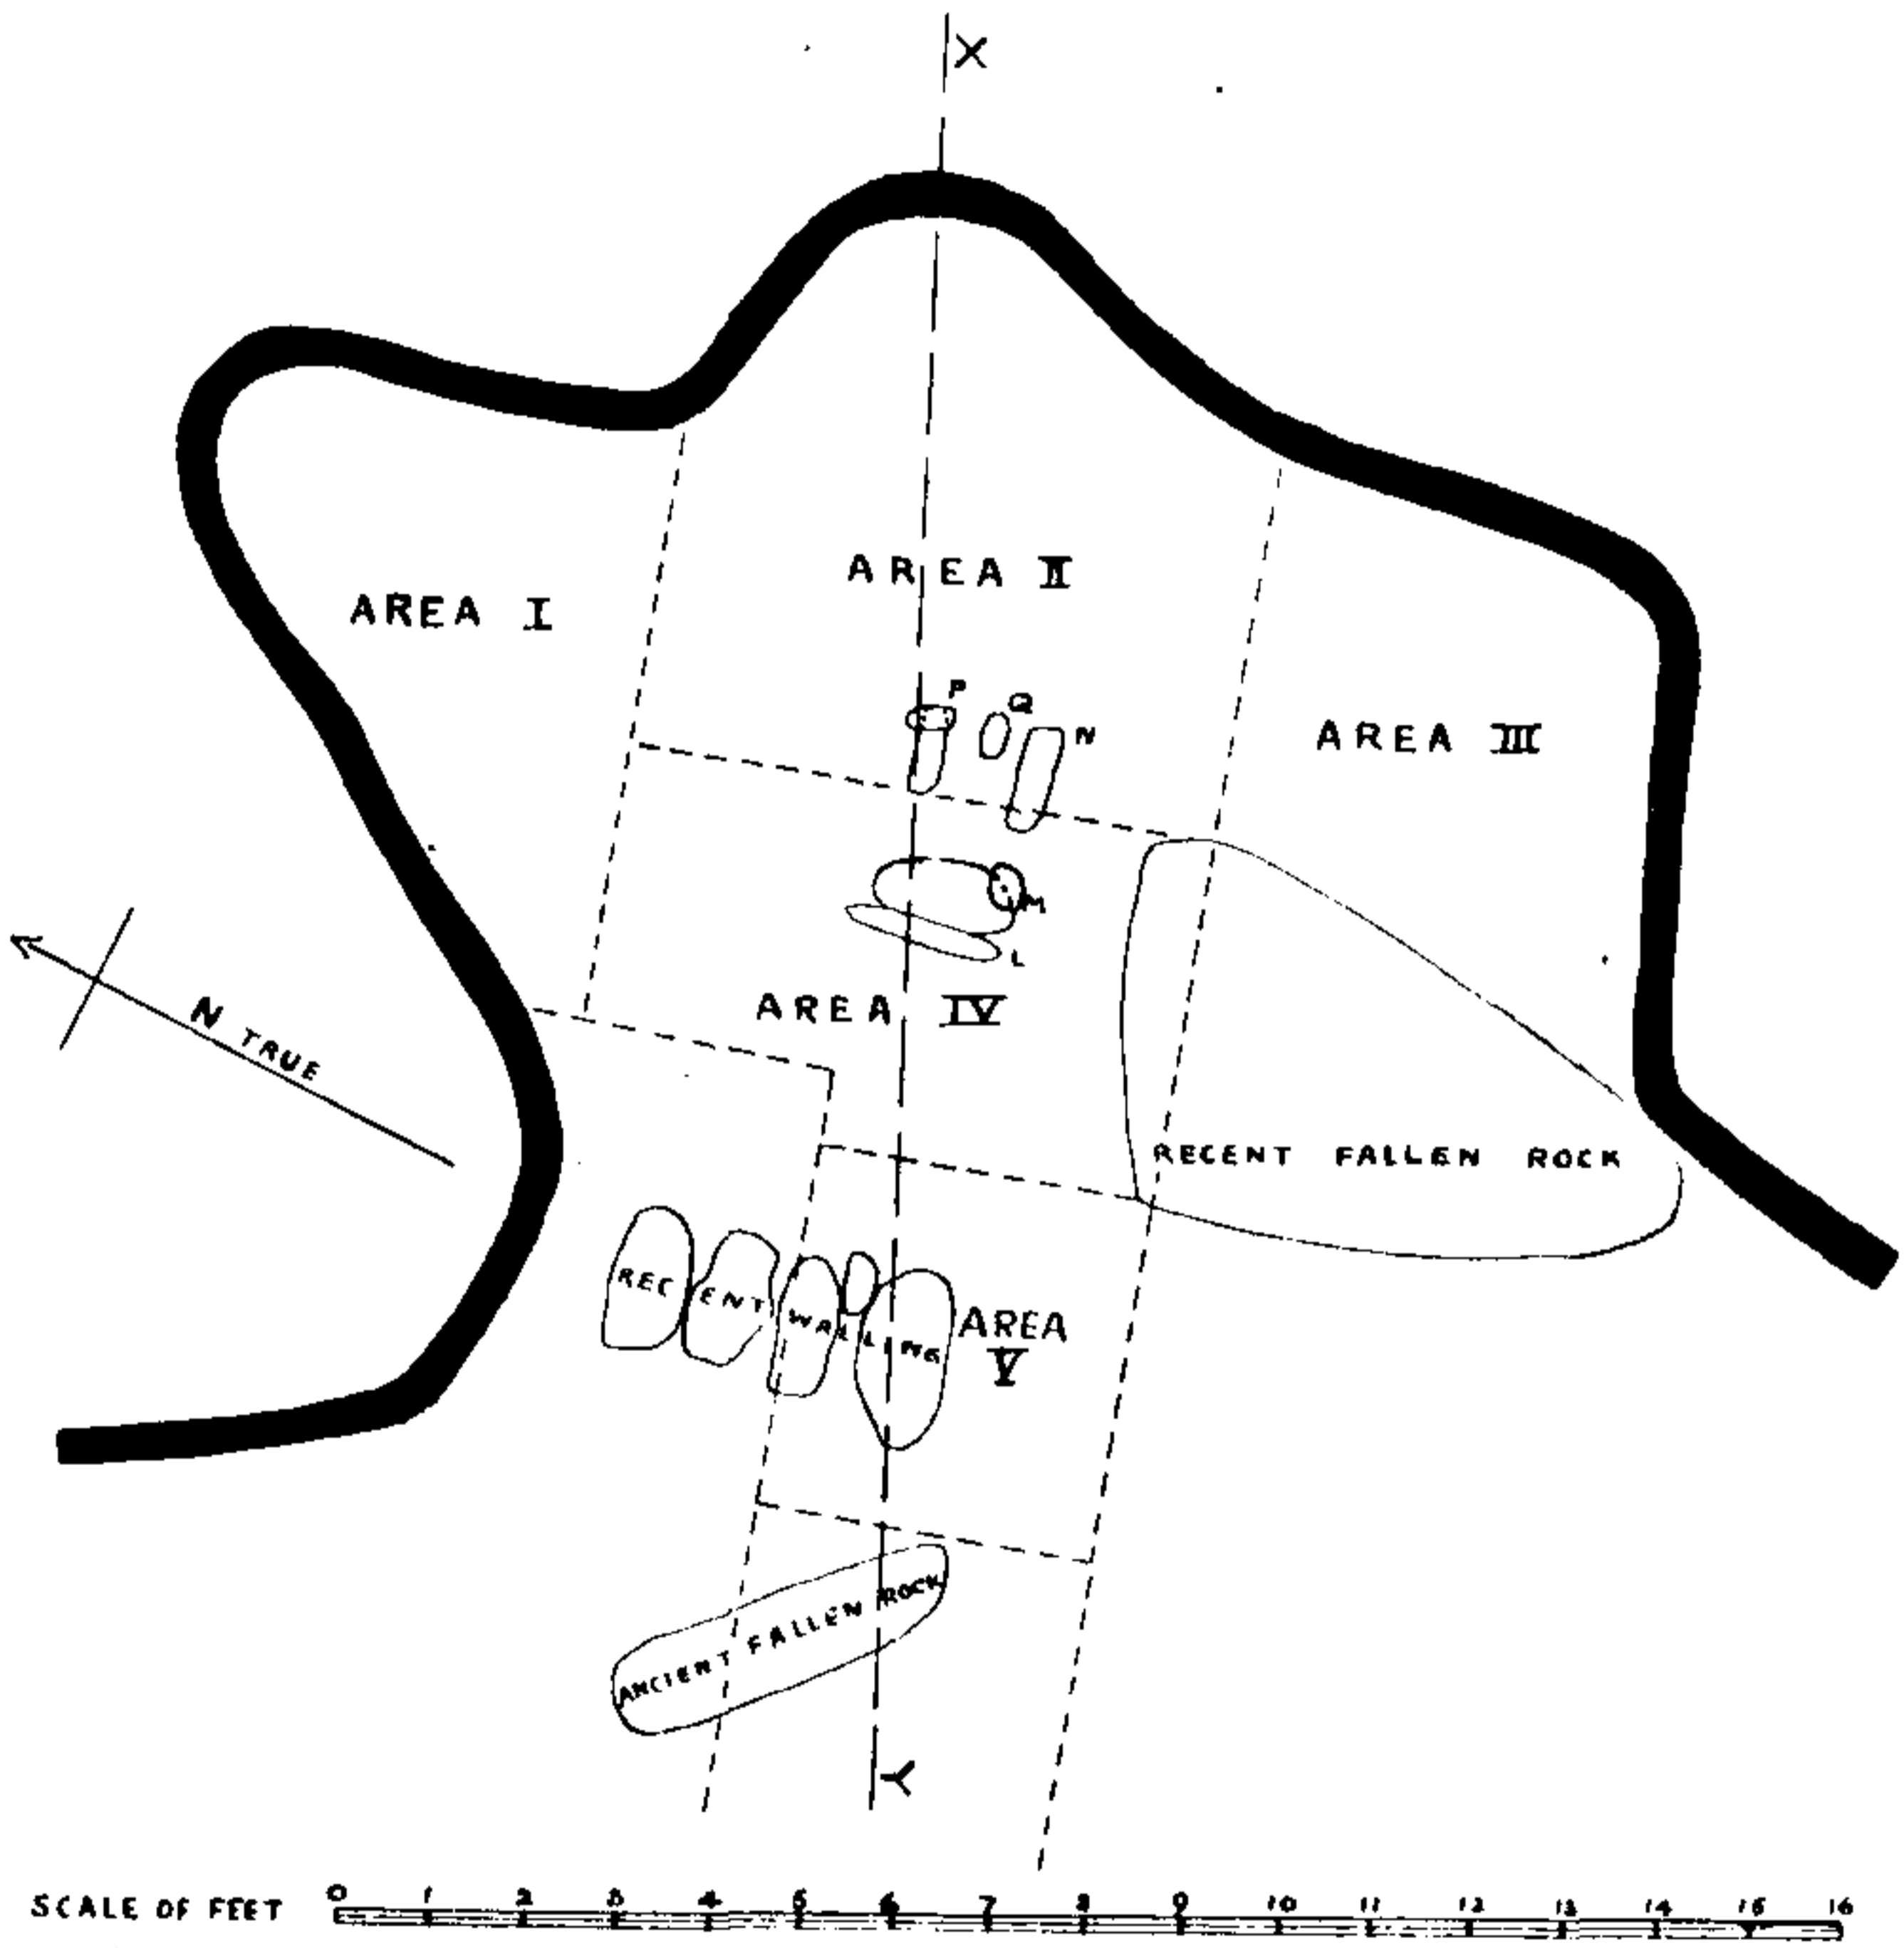 X
AREA II
AREA I
P
Q
N
AREA III
M
L
AREA IV
N TRUE
RECENT FALLEN ROCK
RECENT WALLING
AREA
V
ANCIENT FALLEN ROCK
Y
SCALE OF FEET 0 1 2 3 4 5 6 7 8 9 10 11 12 13 14 15 16